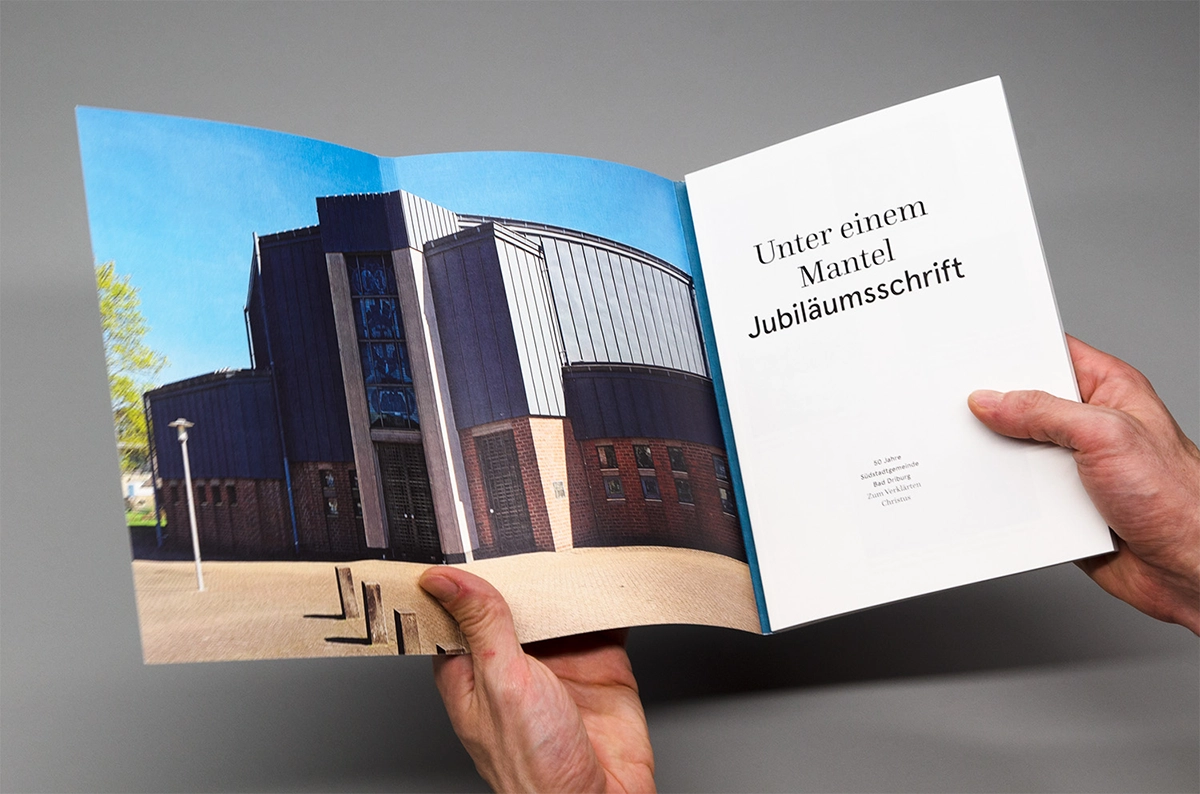 Unter einem
Mantel
Jubiläumsschrift
50 Jahre
Südstadtgemeinde
Bad Driburg
Zum Verklärten
Christus